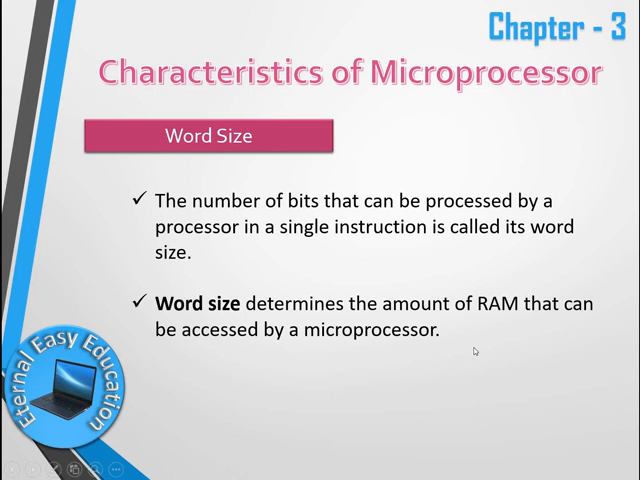 Chapter - 3
Characteristics of Microprocessor
Word Size
✓ The number of bits that can be processed by a
processor in a single instruction is called its word
size.
✓ Word size determines the amount of RAM that can
be accessed by a microprocessor.
Eternal Easy Education